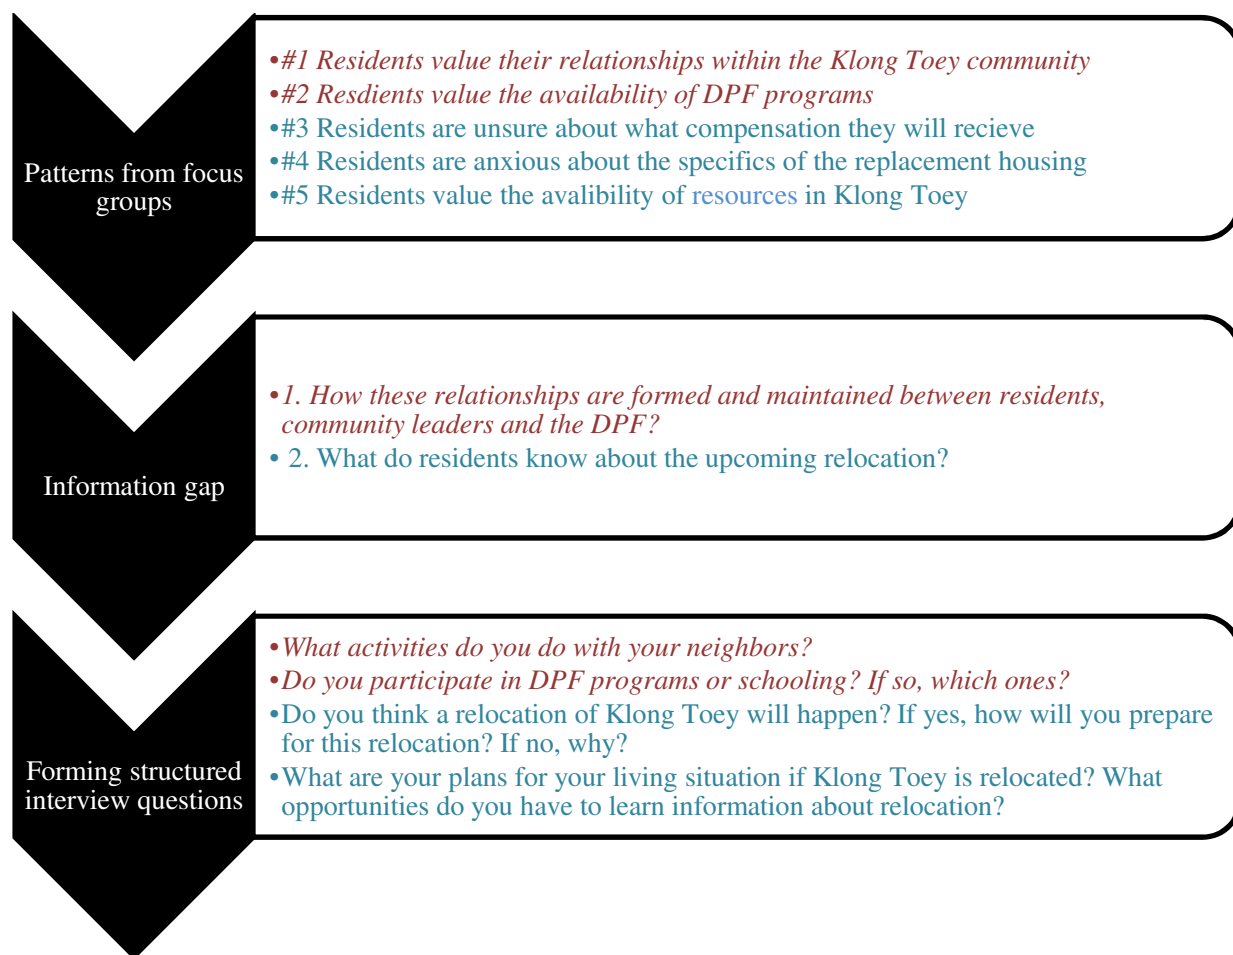 Patterns from focus
groups
•#1 Residents value their relationships within the Klong Toey community
•#2 Resdients value the availability of DPF programs
•#3 Residents are unsure about what compensation they will recieve
•#4 Residents are anxious about the specifics of the replacement housing
•#5 Residents value the avalibility of resources in Klong Toey
Information gap
•1. How these relationships are formed and maintained between residents,
community leaders and the DPF?
• 2. What do residents know about the upcoming relocation?
Forming structured
interview questions
•What activities do you do with your neighbors?
•Do you participate in DPF programs or schooling? If so, which ones?
•Do you think a relocation of Klong Toey will happen? If yes, how will you prepare
for this relocation? If no, why?
•What are your plans for your living situation if Klong Toey is relocated? What
opportunities do you have to learn information about relocation?